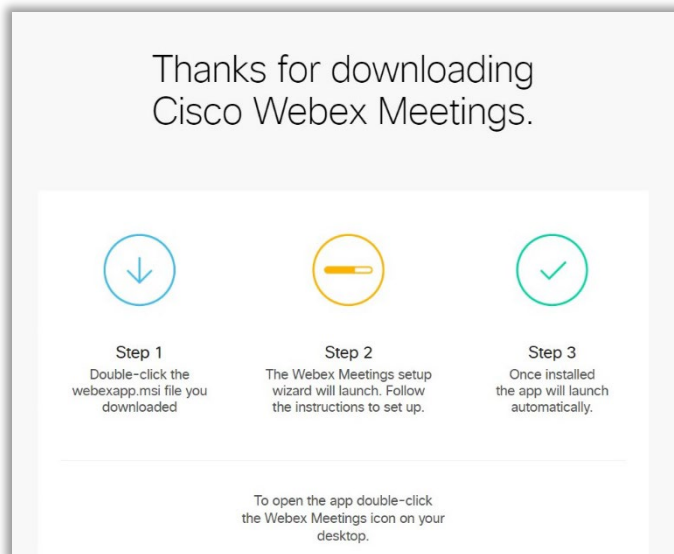 Thanks for downloading
Cisco Webex Meetings.
Step 1
Double-click the
webexapp.msi file you
downloaded
Step 2
The Webex Meetings setup
wizard will launch. Follow
the instructions to set up.
Step 3
Once installed
the app will launch
automatically.
To open the app double-click
the Webex Meetings icon on your
desktop.